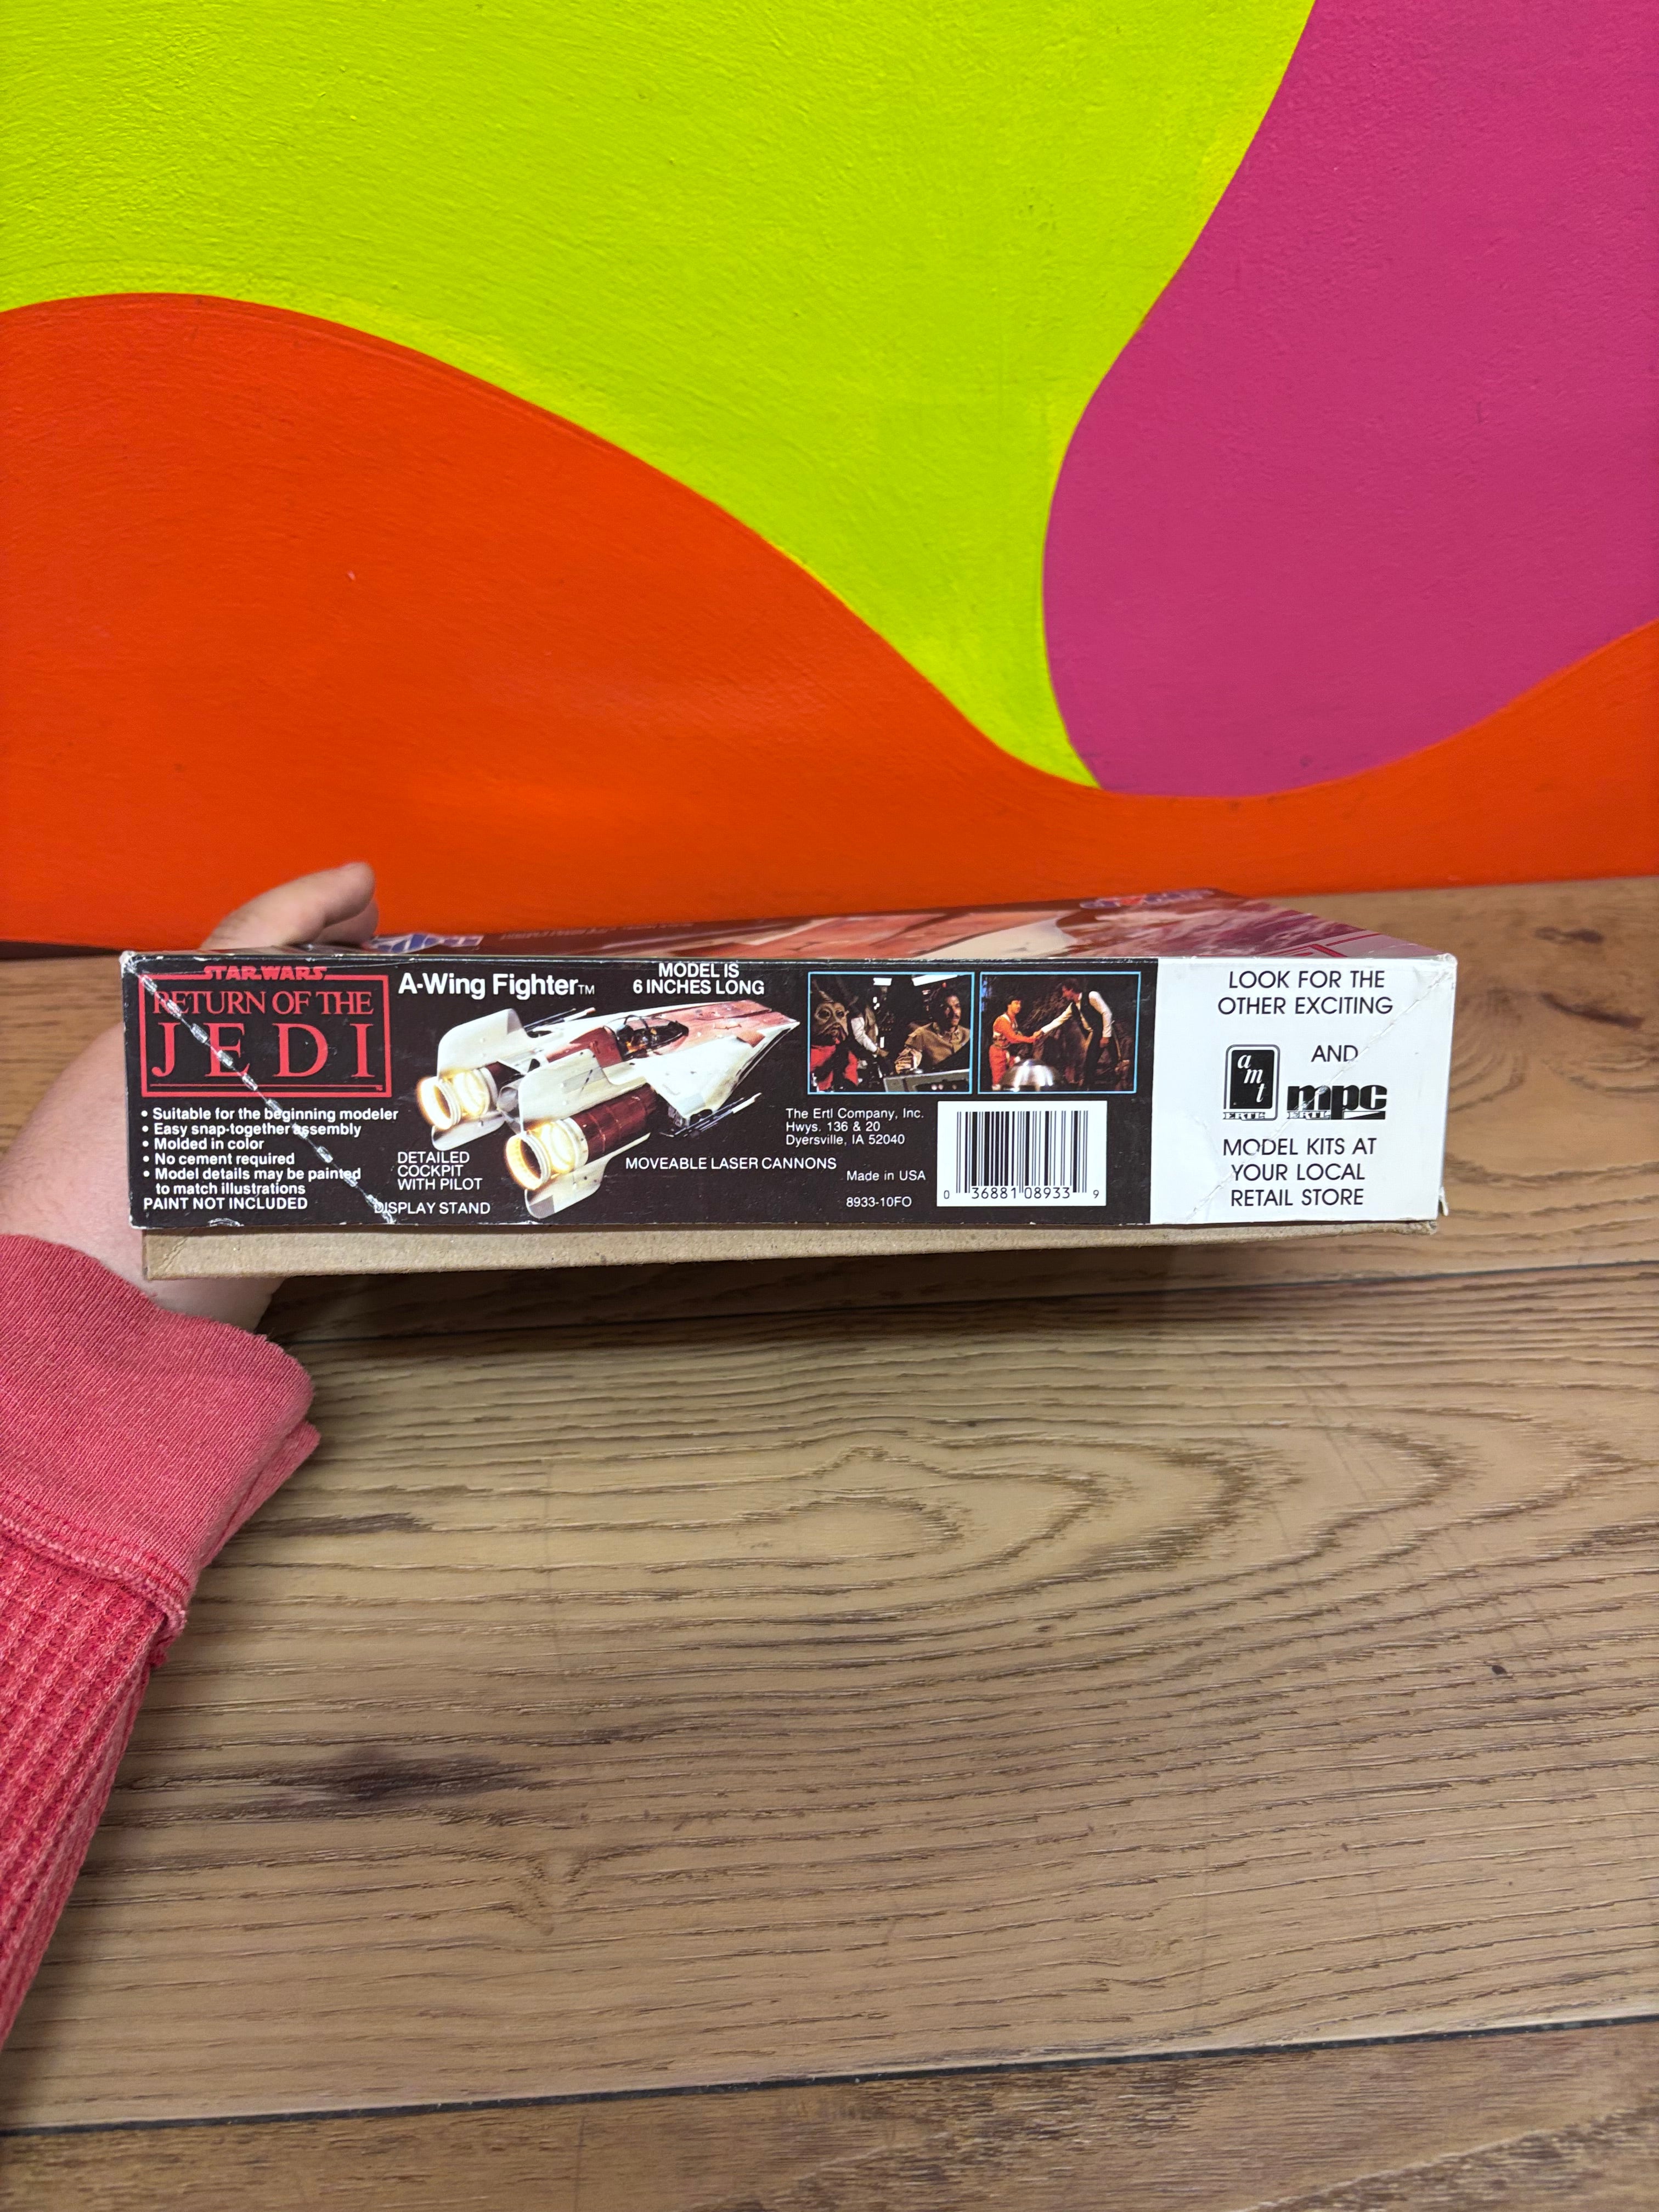 STAR WARS
RETURN OF THE
JEDI
• Suitable for the beginning modeler
• Easy snap-together assembly
• Molded in color
• No cement required
• Model details may be painted
to match illustrations
PAINT NOT INCLUDED
A-Wing Fighter™
MODEL IS
6 INCHES LONG
DETAILED
COCKPIT
WITH PILOT
DISPLAY STAND
MOVEABLE LASER CANNONS
The Ertl Company, Inc.
Hwys. 136 & 20
Dyersville, IA 52040
Made in USA
8933-10FO
0 36881 08933 9
LOOK FOR THE
OTHER EXCITING
amt
ERTL
AND
mpc
ERTL
MODEL KITS AT
YOUR LOCAL
RETAIL STORE